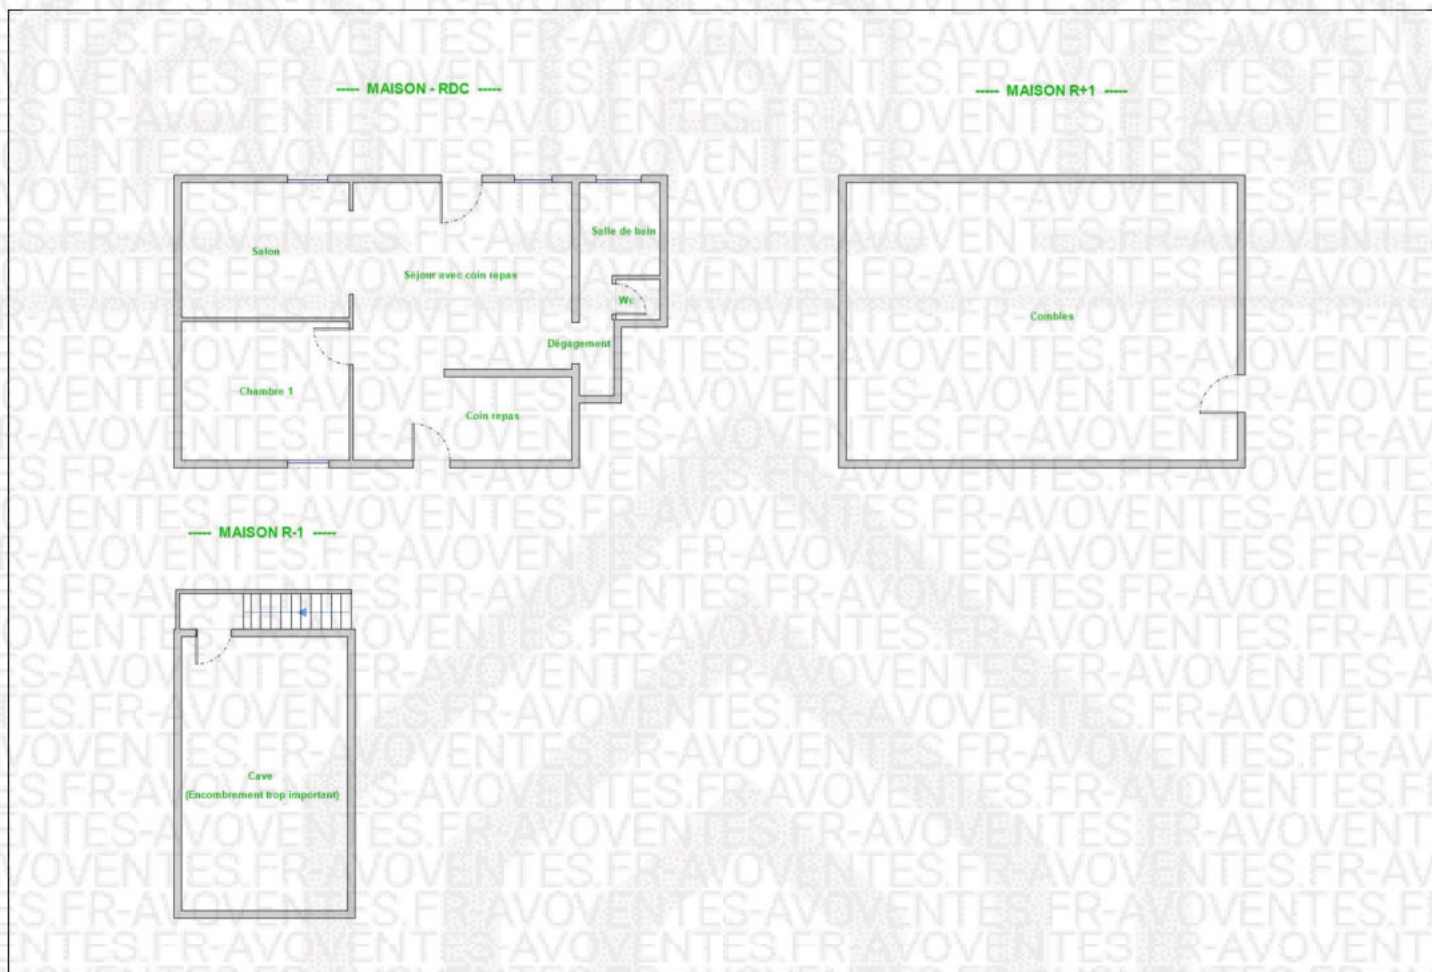 ----- MAISON - RDC -----
----- MAISON R+1 -----
Salon
Séjour avec coin repas
Salle de bain
Wc
Dégagement
Chambre 1
Coin repas
Combles
----- MAISON R-1 -----
Cave
(Encombrement trop important)